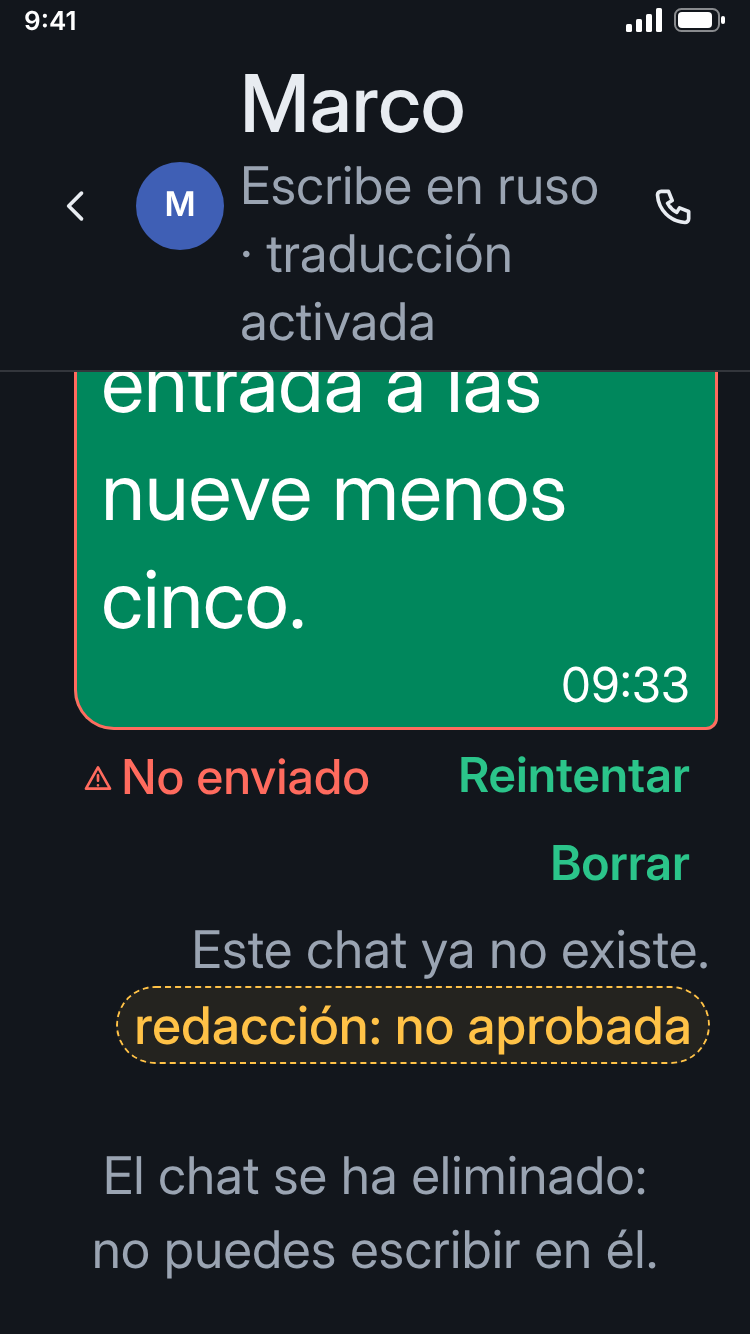 9:41
Marco
M
Escribe en ruso
· traducción
activada
entrada a las
nueve menos
cinco.
09:33
No enviado
Reintentar
Borrar
Este chat ya no existe.
redacción: no aprobada
El chat se ha eliminado:
no puedes escribir en él.